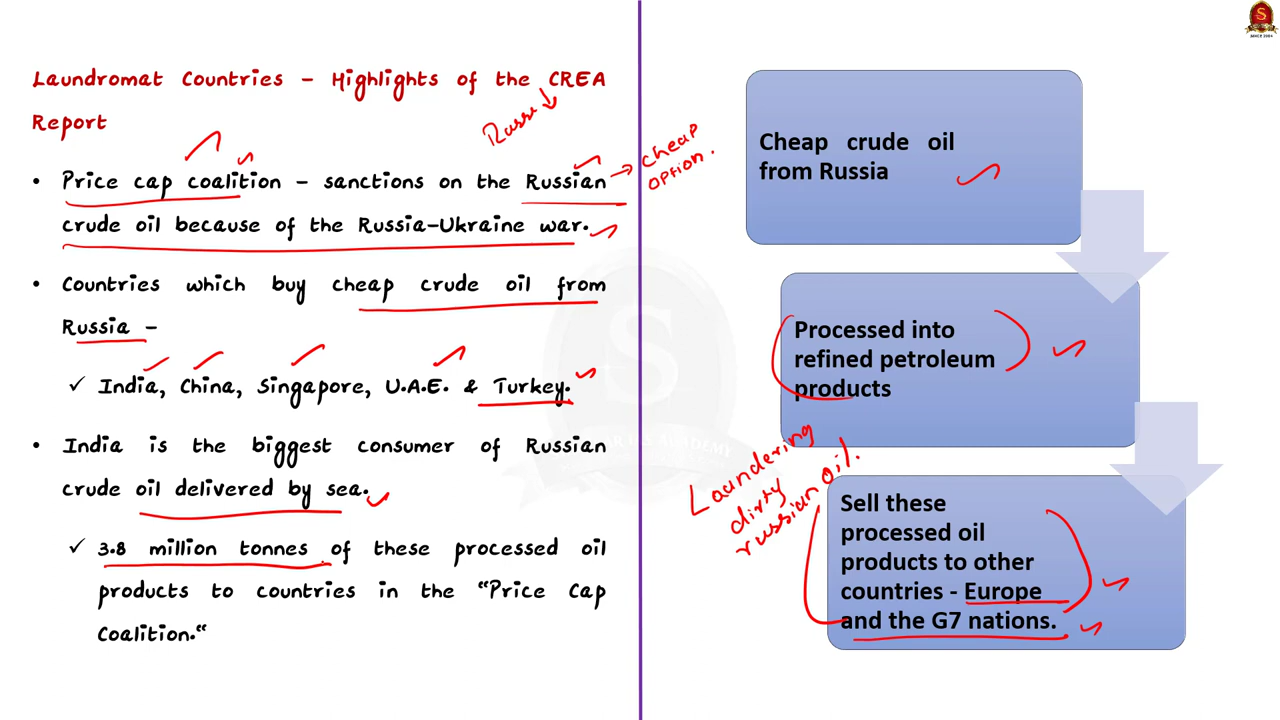 Laundromat Countries – Highlights of the CREA
Report
• Price cap coalition – sanctions on the Russian
crude oil because of the Russia-Ukraine war.
• Countries which buy cheap crude oil from
Russia –
✓ India, China, Singapore, U.A.E. & Turkey.
• India is the biggest consumer of Russian
crude oil delivered by sea.
✓ 3.8 million tonnes of these processed oil
products to countries in the “Price Cap
Coalition.“
cheap
option.
Cheap crude oil
from Russia
Processed into
refined petroleum
products
Laundering
dirty
russian oil.
Sell these
processed oil
products to other
countries - Europe
and the G7 nations.
S
SINCE 2004